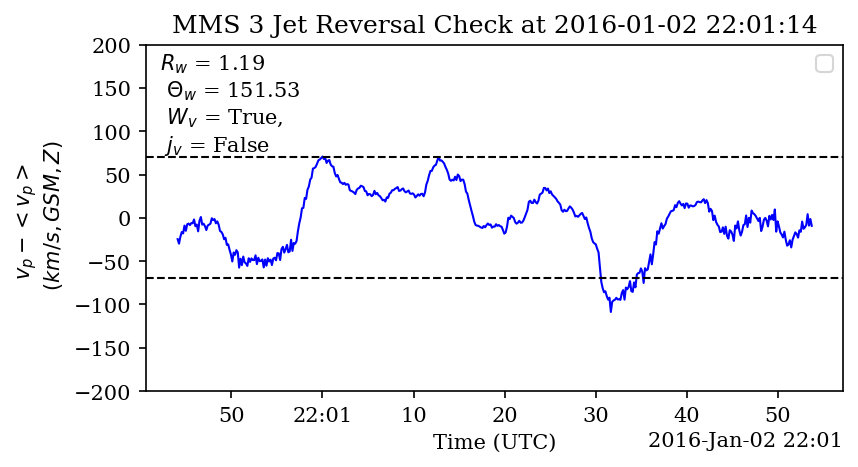 MMS 3 Jet Reversal Check at 2016-01-02 22:01:14
R_w = 1.19
Θ_w = 151.53
W_v = True,
j_v = False
v_p − < v_p >
(km/s, GSM, Z)
200
150
100
50
0
−50
−100
−150
−200
50 22:01 10 20 30 40 50
Time (UTC)
2016-Jan-02 22:01